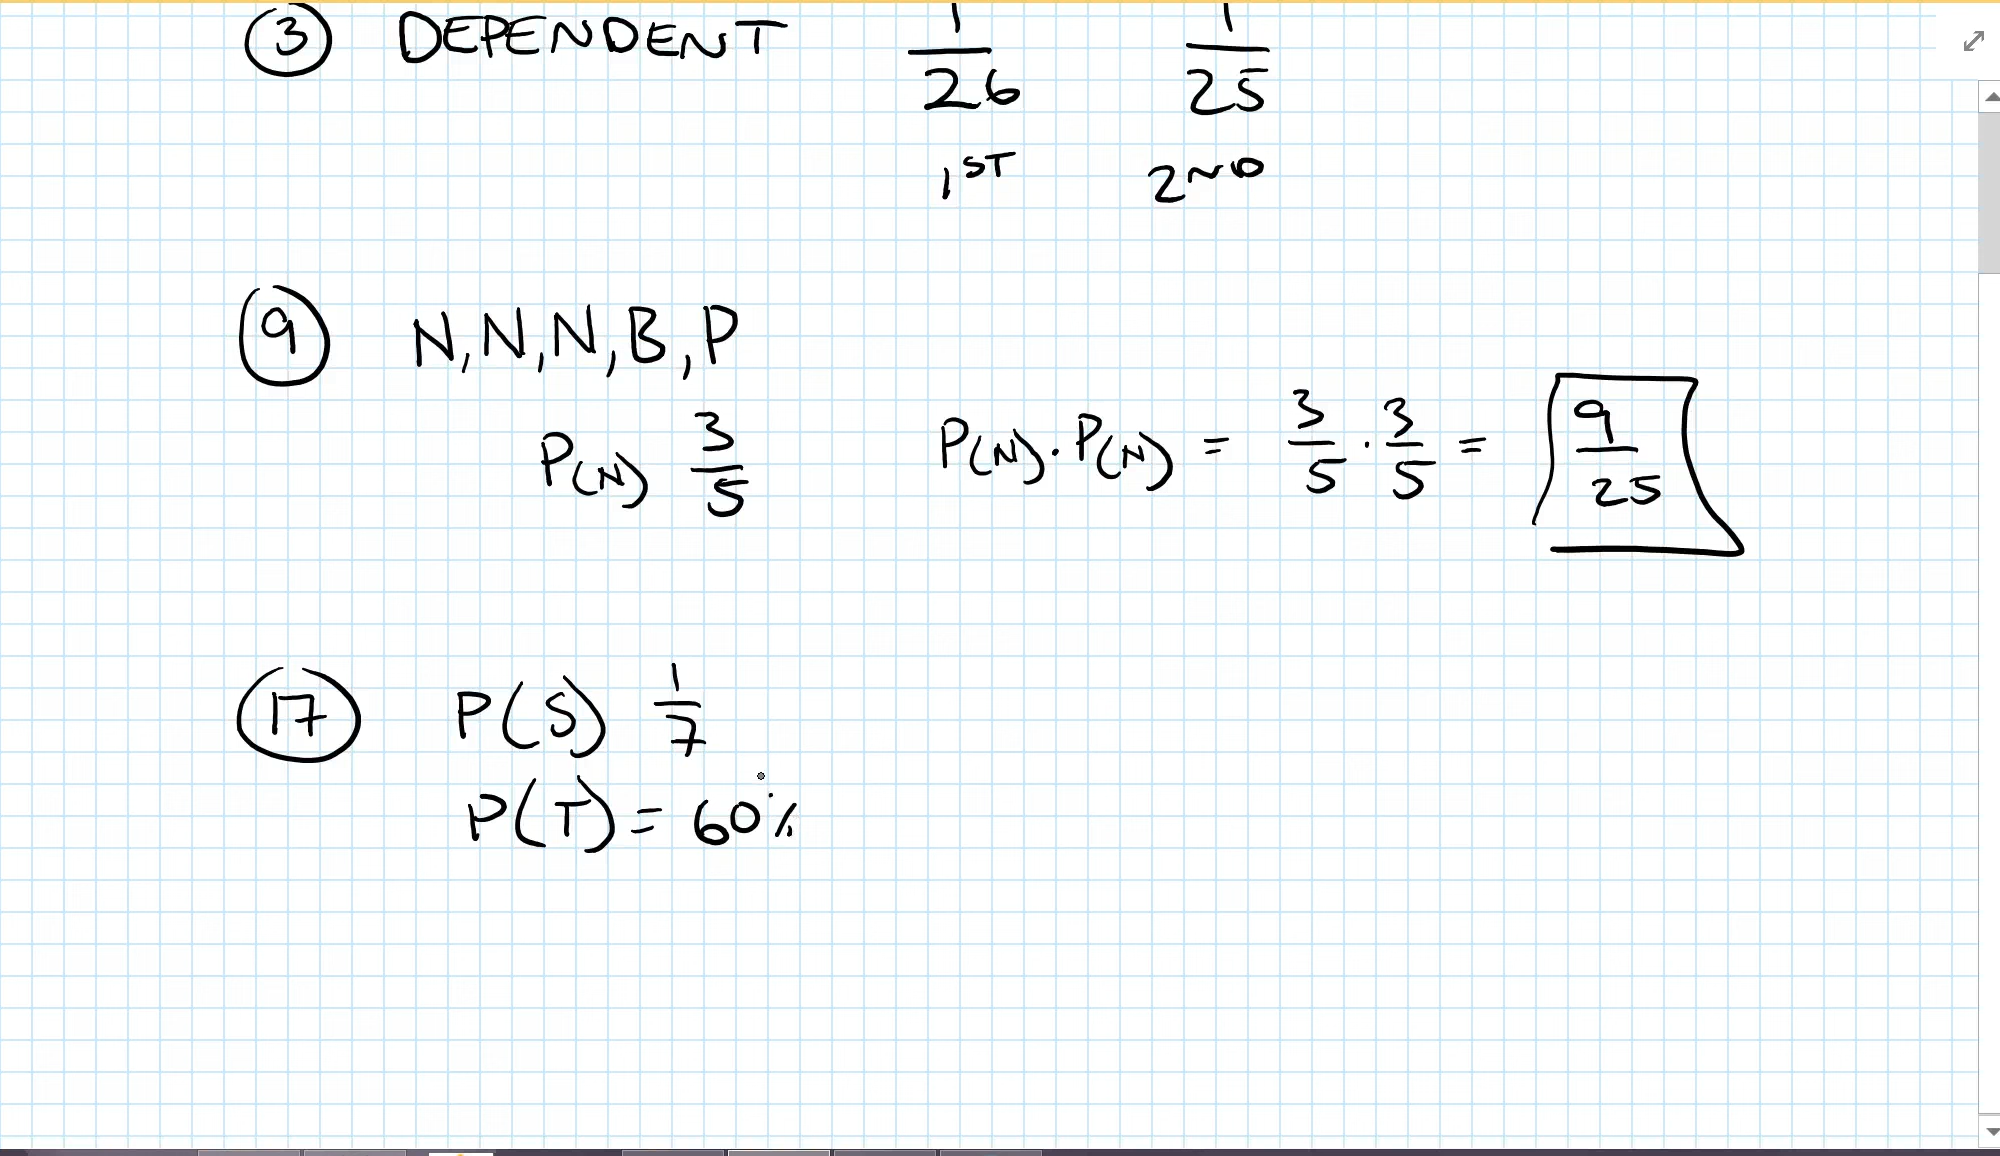 3 DEPENDENT 1/26 1/25
1ST 2ND
9 N, N, N, B, P
P(N) 3/5 P(N) · P(N) = 3/5 · 3/5 = 9/25
17 P(S) 1/7
P(T) = 60%